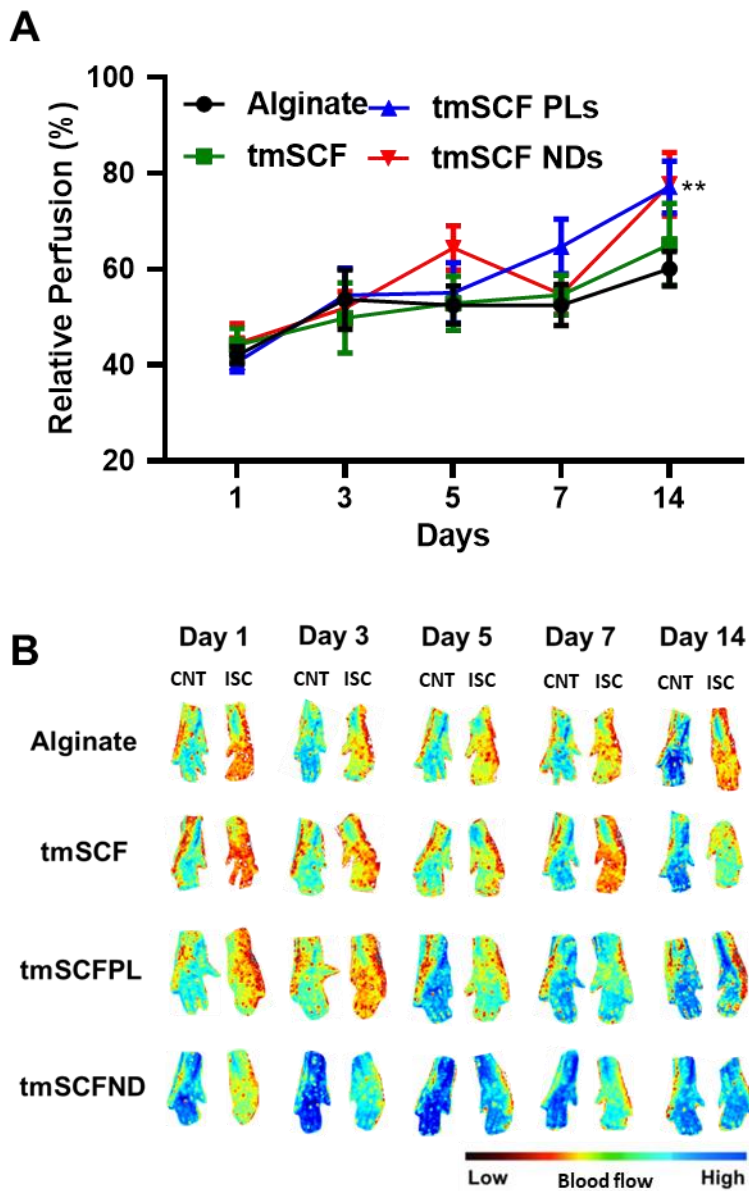 A
Relative Perfusion (%)
100
80
60
40
20
Alginate
tmSCF PLs
tmSCF
tmSCF NDs
**
1 3 5 7 14
Days
B
Day 1 Day 3 Day 5 Day 7 Day 14
CNT ISC CNT ISC CNT ISC CNT ISC CNT ISC
Alginate
tmSCF
tmSCFPL
tmSCFND
Low Blood flow High